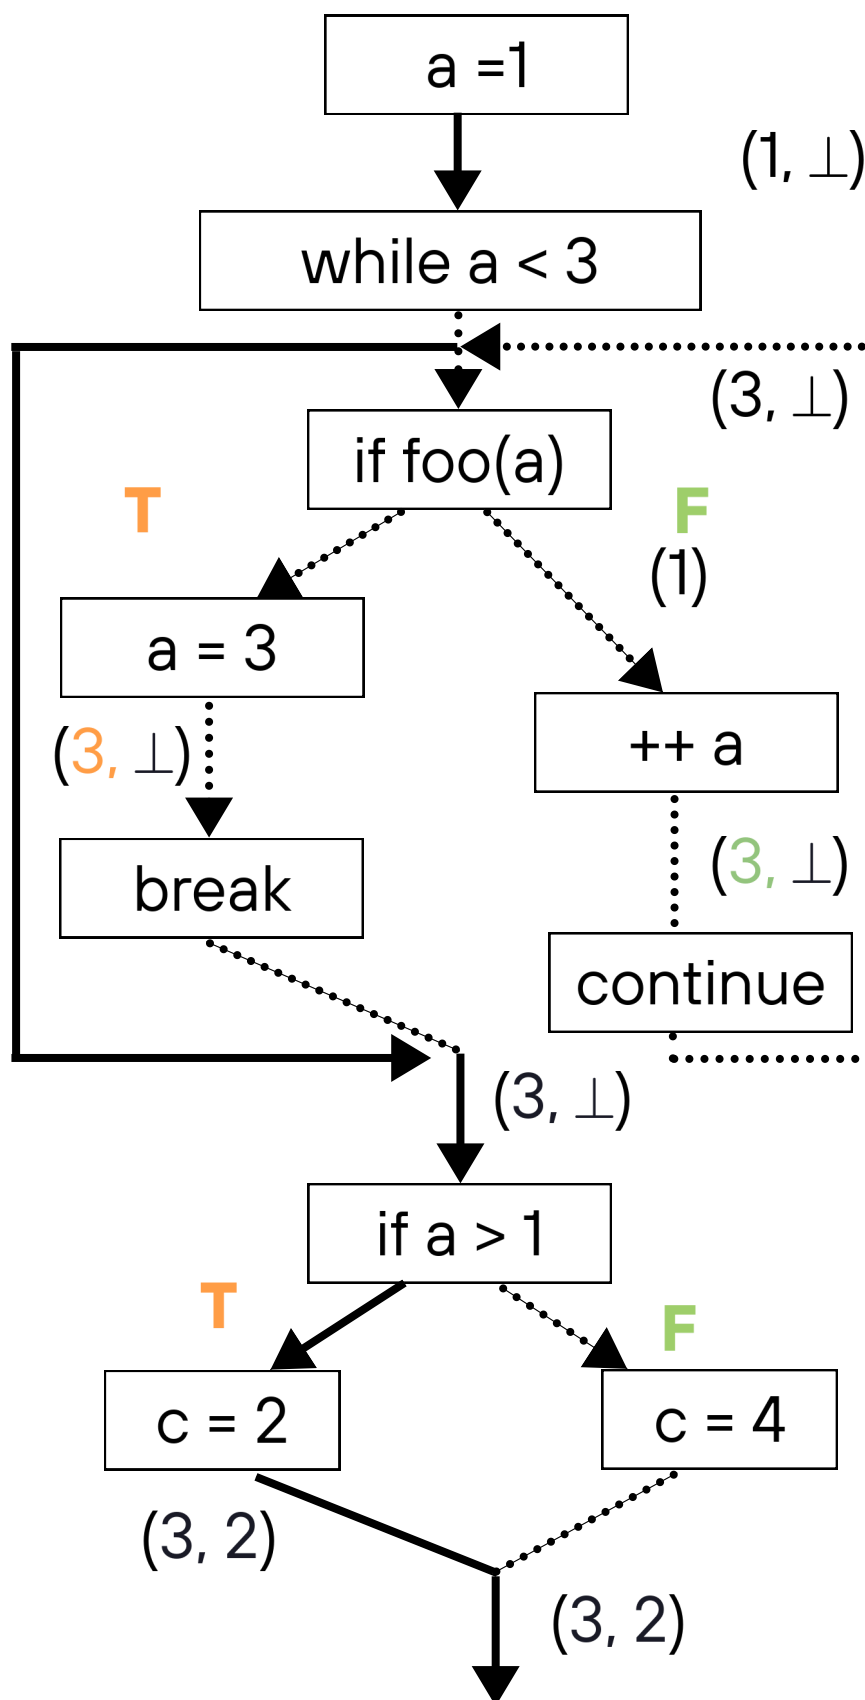 a =1
(1, ⊥)
while a < 3
(3, ⊥)
if foo(a)
T
F
(1)
a = 3
++ a
(3, ⊥)
(3, ⊥)
break
continue
(3, ⊥)
if a > 1
T
F
c = 2
c = 4
(3, 2)
(3, 2)